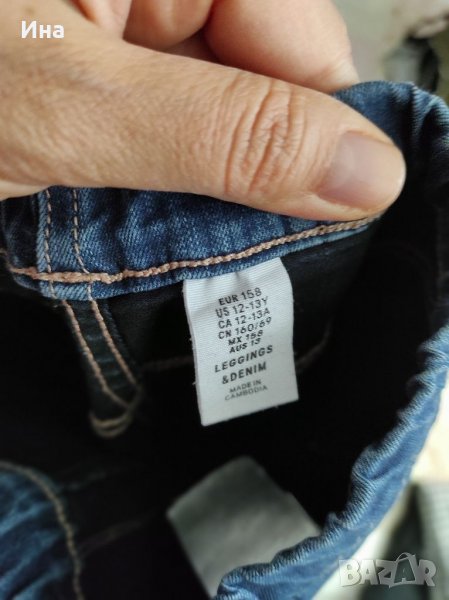 Ина
EUR 158
US 12-13Y
CA 12-13A
CN 160/69
MX 158
AUS 13
LEGGINGS
&DENIM
MADE IN
CAMBODIA
BAZAR